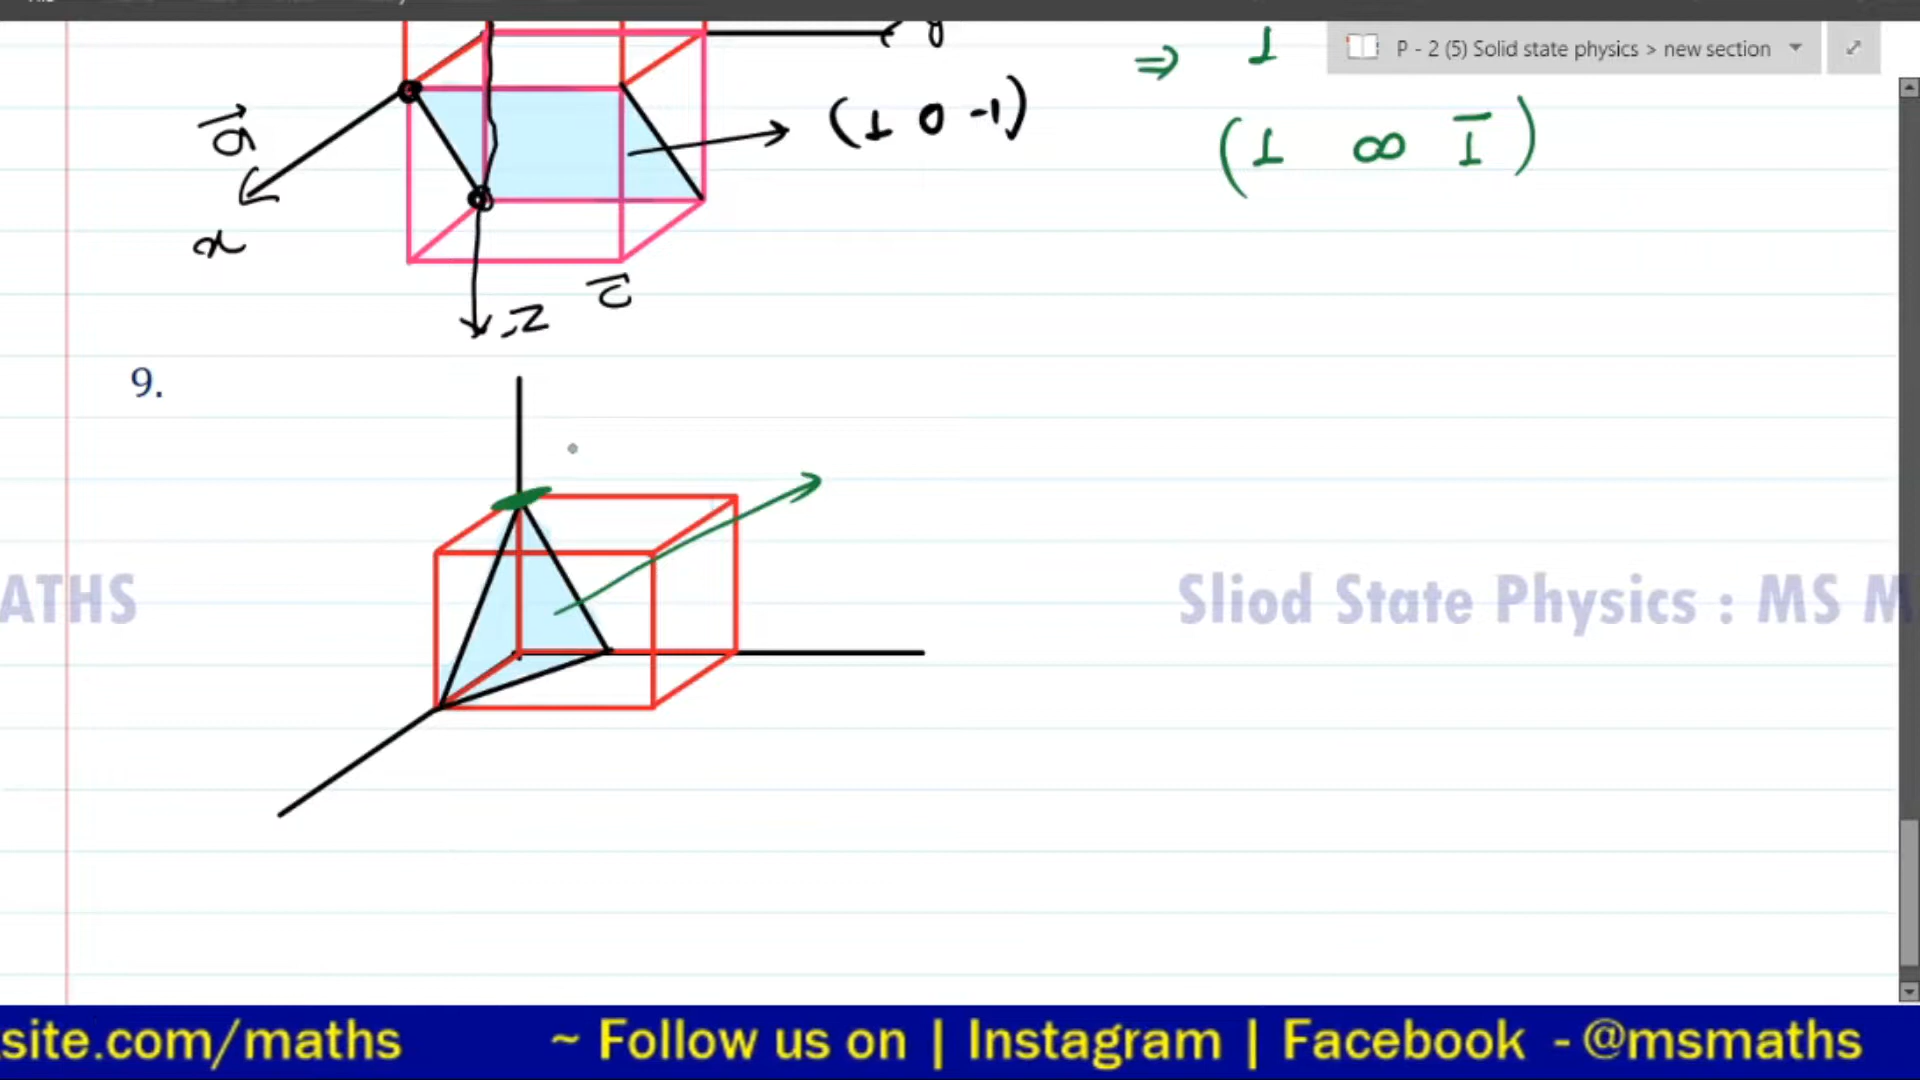 P - 2 (5) Solid state physics > new section
⇒ 1
(1 0 -1)
(1 ∞ 1̅)
a⃗
x
-z c̅
9.
ATHS
Sliod State Physics : MS M
site.com/maths ~ Follow us on | Instagram | Facebook - @msmaths